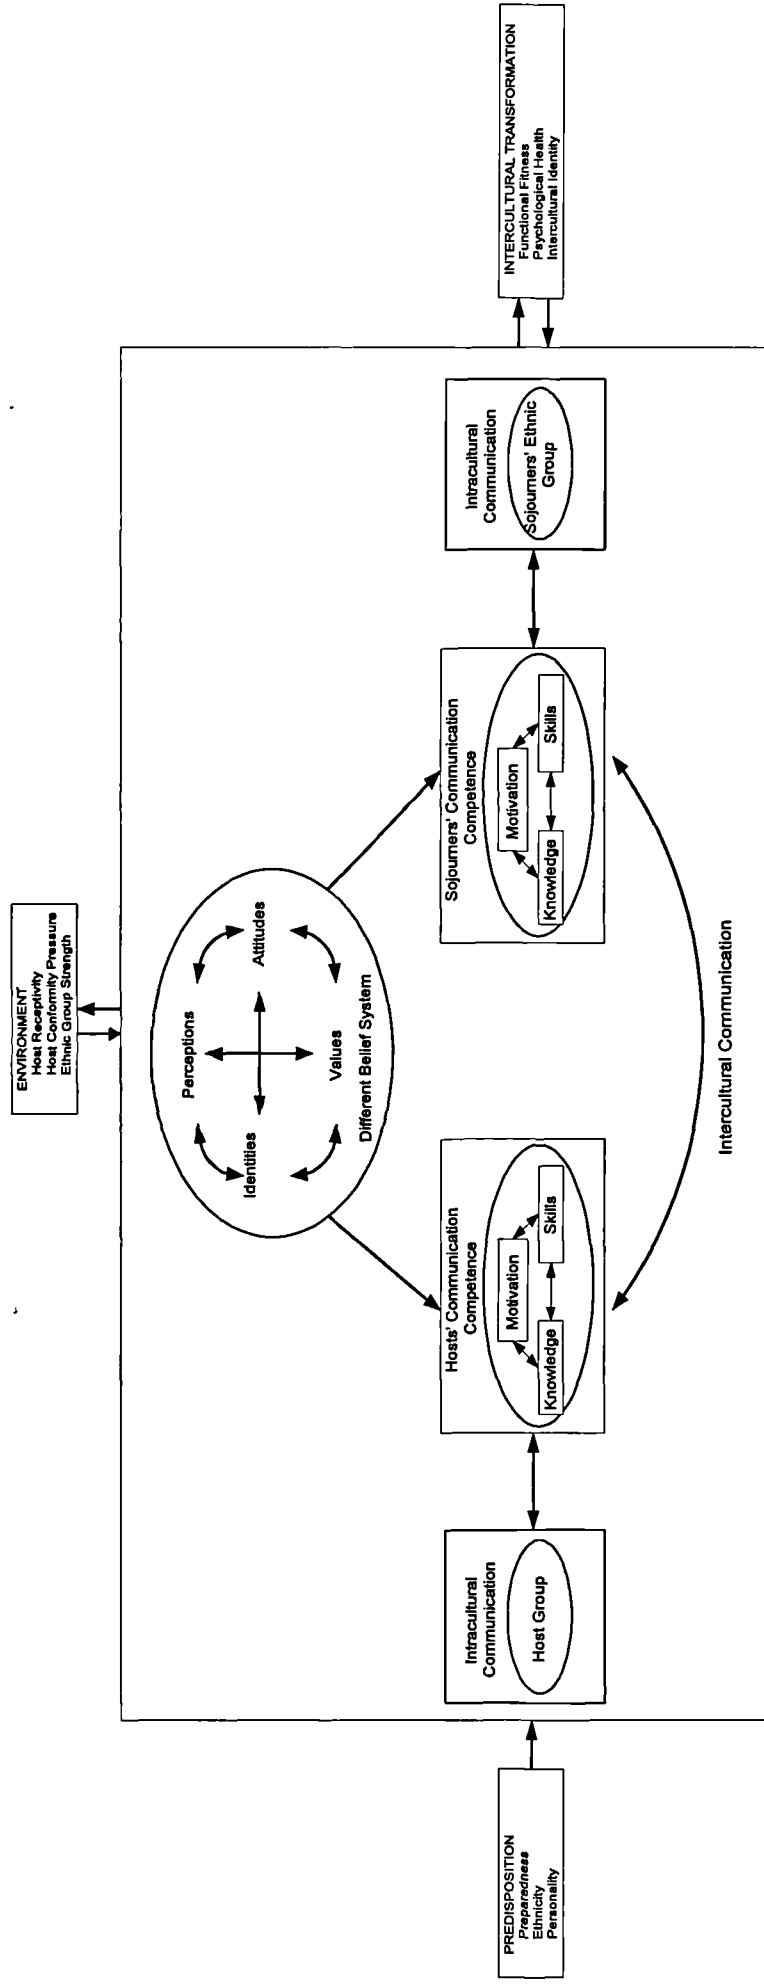 ENVIRONMENT
Host Receptivity
Host Conformity Pressure
Ethnic Group Strength
Perceptions
Identities
Attitudes
Values
Different Belief System
PREDISPOSITION
Preparedness
Ethnicity
Personality
Intracultural
Communication
Host Group
Hosts' Communication
Competence
Motivation
Knowledge
Skills
Sojourners' Communication
Competence
Motivation
Knowledge
Skills
Intracultural
Communication
Sojourners' Ethnic
Group
INTERCULTURAL TRANSFORMATION
Functional Fitness
Psychological Health
Intercultural Identity
Intercultural Communication